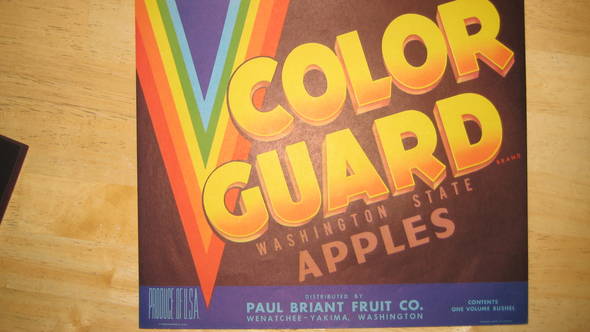 COLOR
GUARD
BRAND
WASHINGTON STATE
APPLES
PRODUCE OF U.S.A.
DISTRIBUTED BY
PAUL BRIANT FRUIT CO.
WENATCHEE - YAKIMA, WASHINGTON
CONTENTS
ONE VOLUME BUSHEL